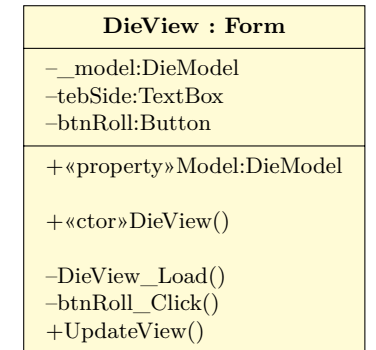 DieView : Form
–_model:DieModel
–tebSide:TextBox
–btnRoll:Button
+«property»Model:DieModel
+«ctor»DieView()
–DieView_Load()
–btnRoll_Click()
+UpdateView()